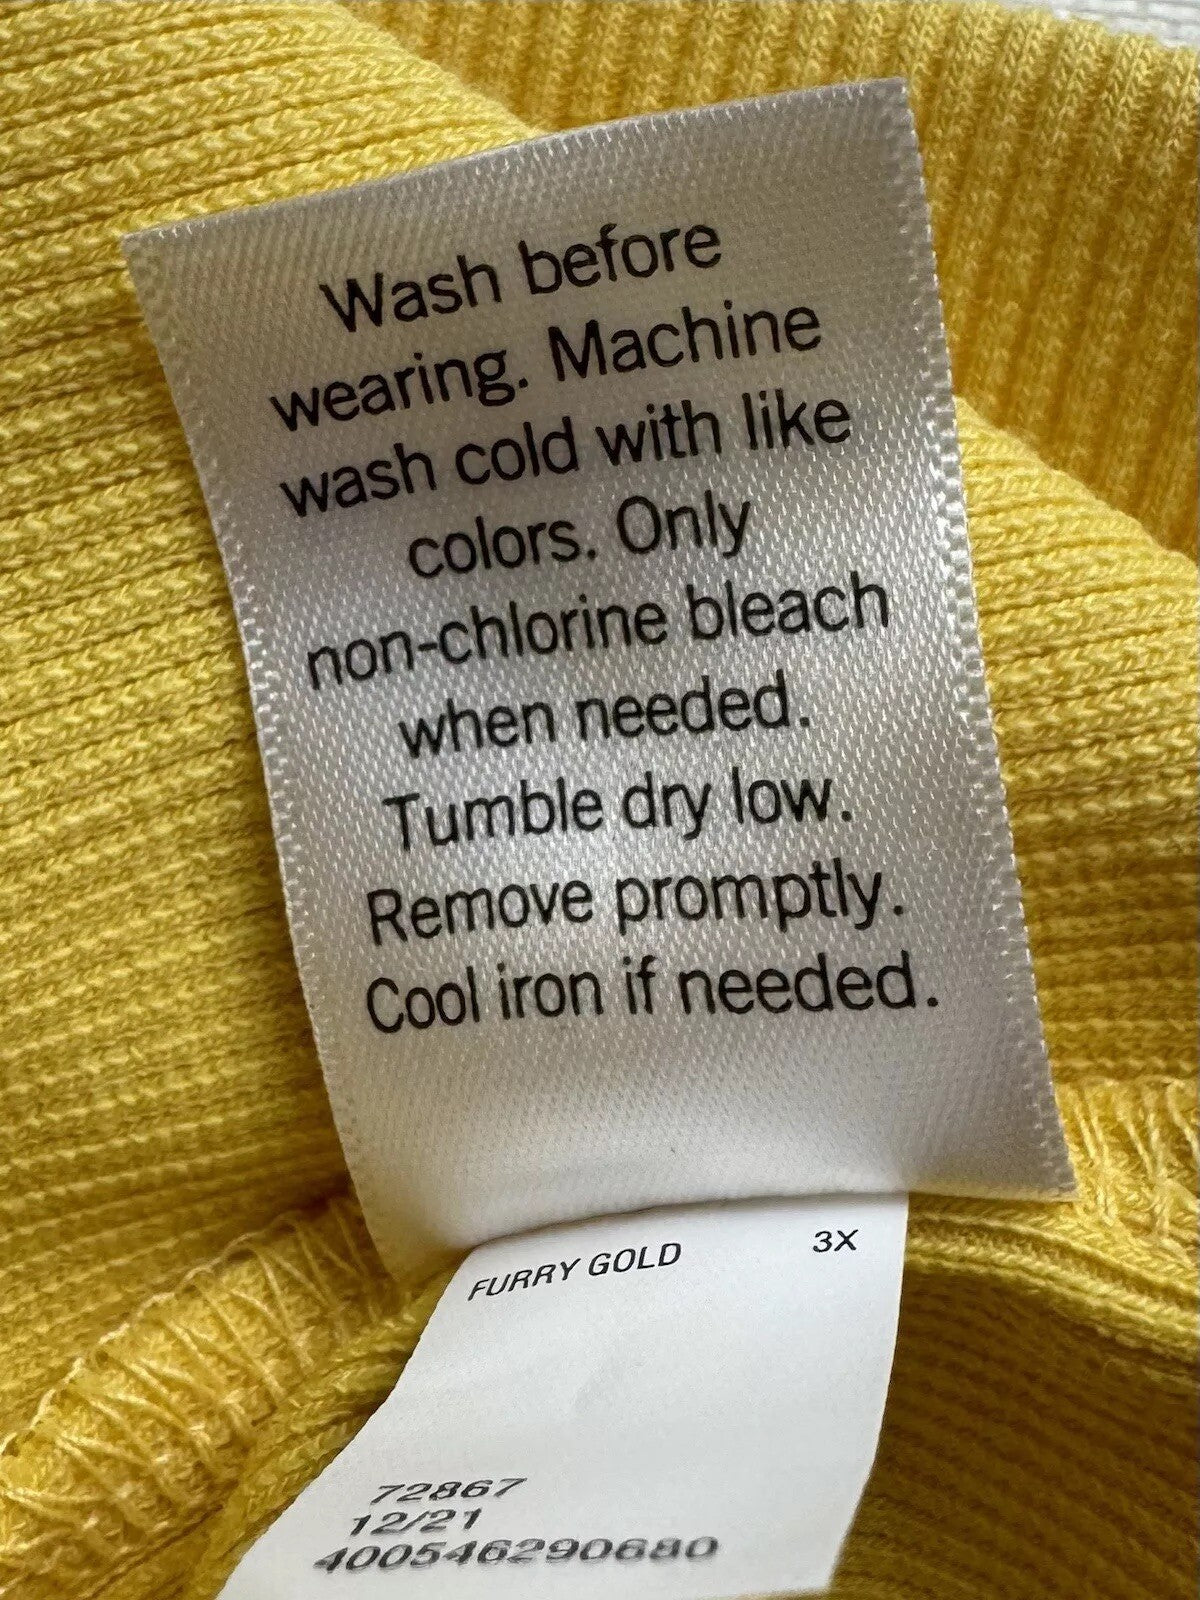 Wash before
wearing. Machine
wash cold with like
colors. Only
non-chlorine bleach
when needed.
Tumble dry low.
Remove promptly.
Cool iron if needed.
FURRY GOLD 3X
72867
12/21
400546290680